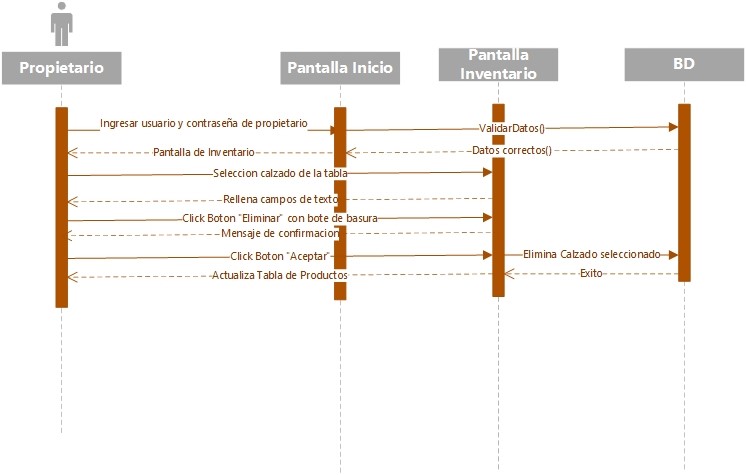 Propietario
Pantalla Inicio
Pantalla
Inventario
BD
Ingresar usuario y contraseña de propietario
ValidarDatos()
Pantalla de Inventario
Datos correctos()
Seleccion calzado de la tabla
Rellena campos de texto
Click Boton "Eliminar" con bote de basura
Mensaje de confirmacion
Click Boton "Aceptar"
Elimina Calzado seleccionado
Actualiza Tabla de Productos
Exito